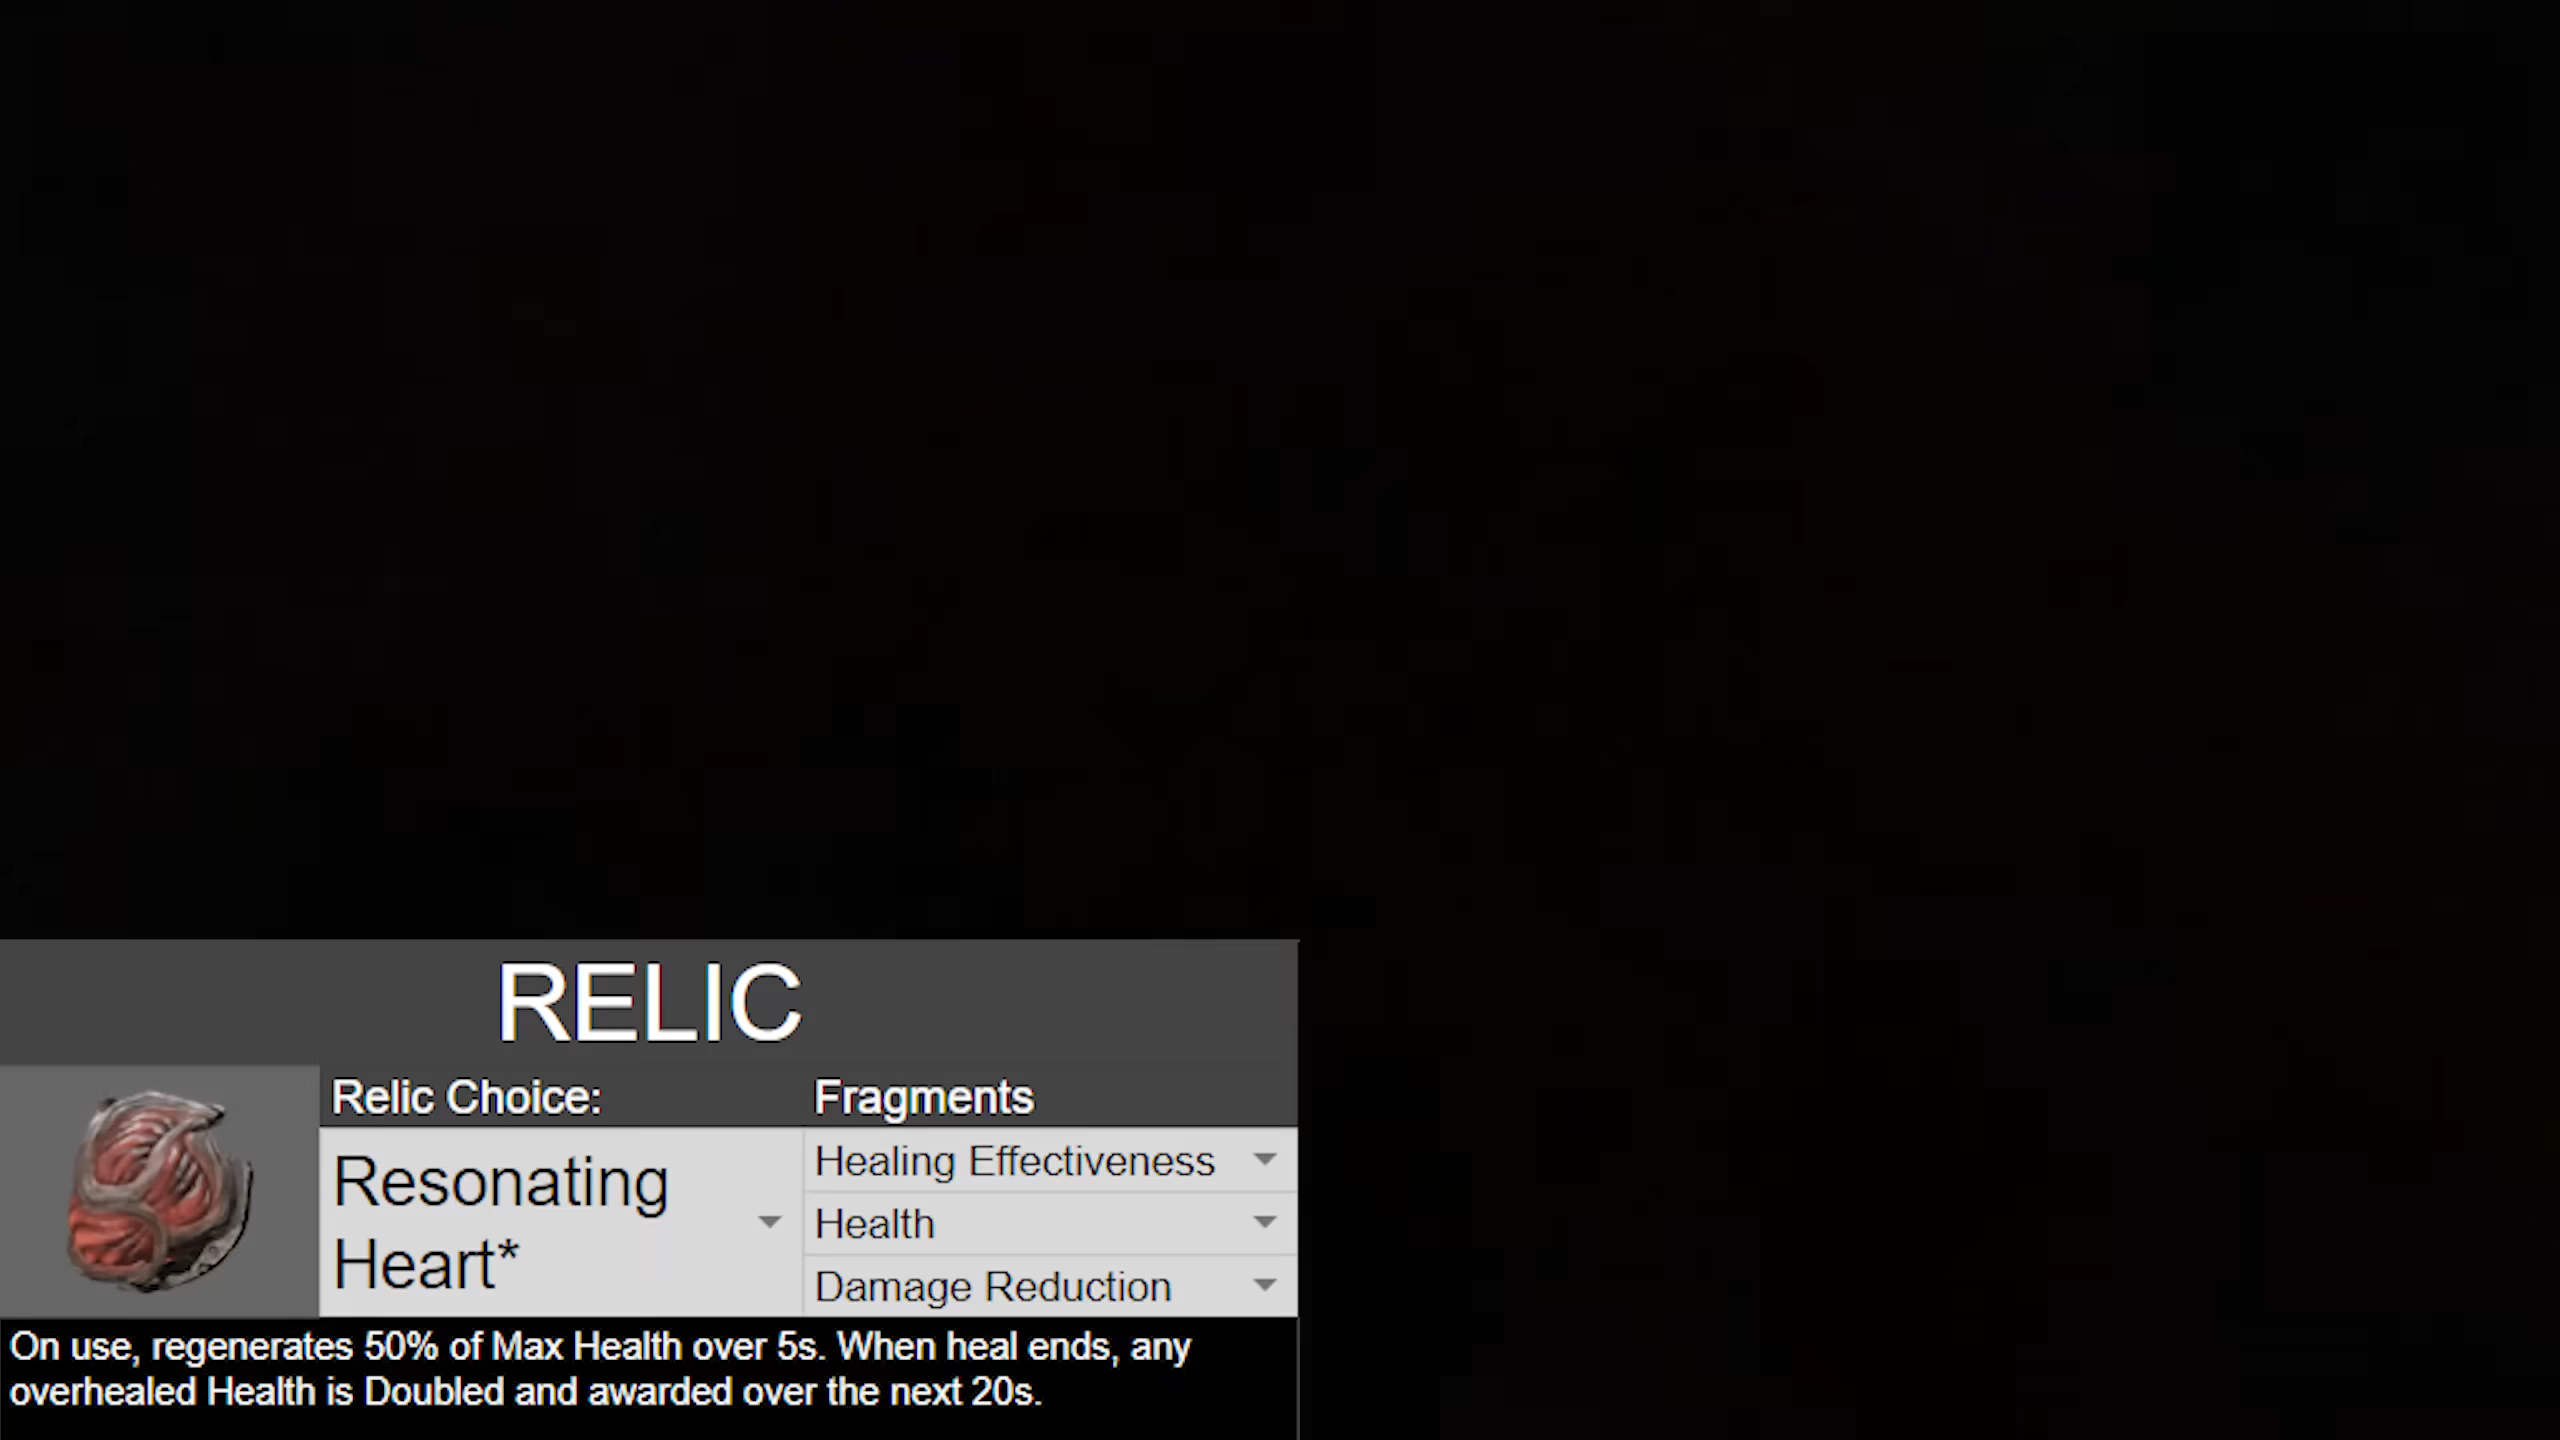 RELIC
Relic Choice:
Fragments
Resonating
Heart*
Healing Effectiveness
Health
Damage Reduction
On use, regenerates 50% of Max Health over 5s. When heal ends, any
overhealed Health is Doubled and awarded over the next 20s.